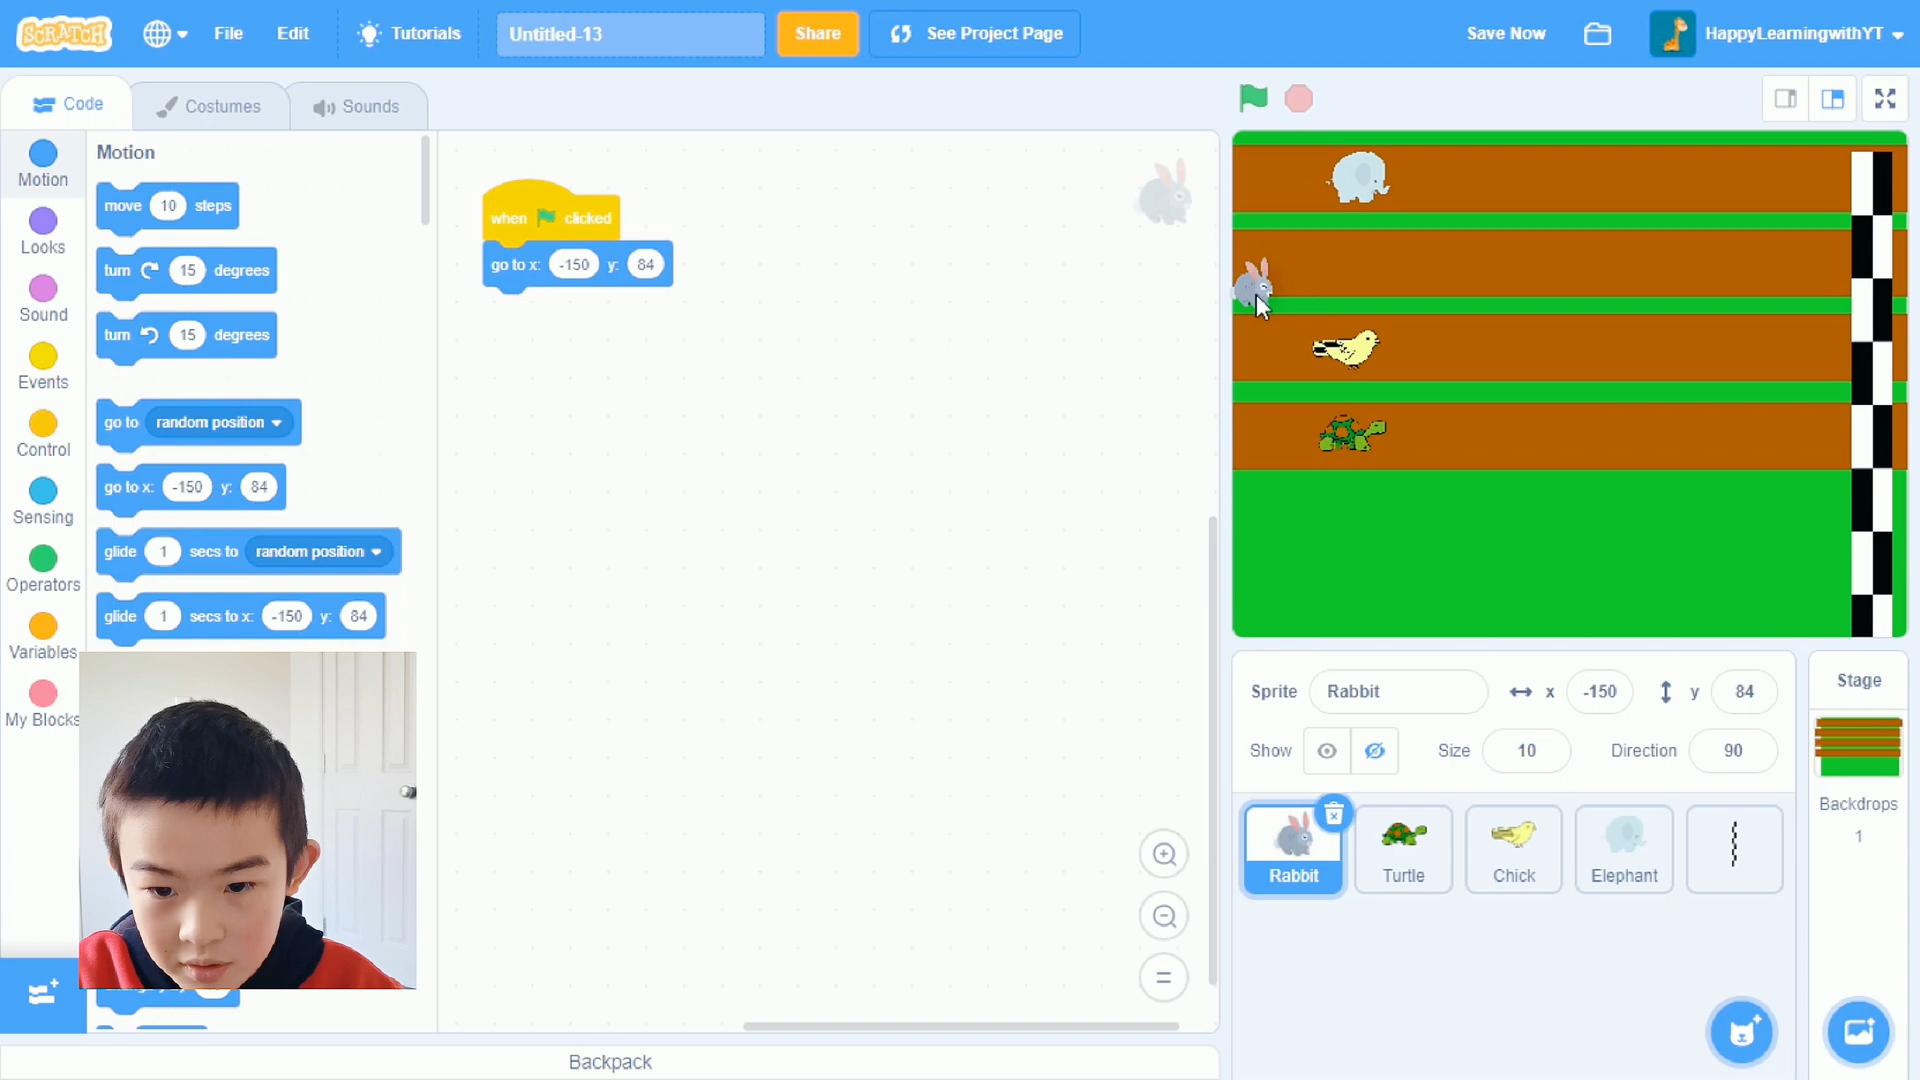 SCRATCH
File
Edit
Tutorials
Untitled-13
Share
See Project Page
Save Now
HappyLearningwithYT
Code
Costumes
Sounds
Motion
Looks
Sound
Events
Control
Sensing
Operators
Variables
My Blocks
Motion
move 10 steps
turn 15 degrees
turn 15 degrees
go to random position
go to x: -150 y: 84
glide 1 secs to random position
glide 1 secs to x: -150 y: 84
when clicked
go to x: -150 y: 84
Backpack
Sprite Rabbit x -150 y 84
Show Size 10 Direction 90
Rabbit
Turtle
Chick
Elephant
Stage
Backdrops
1